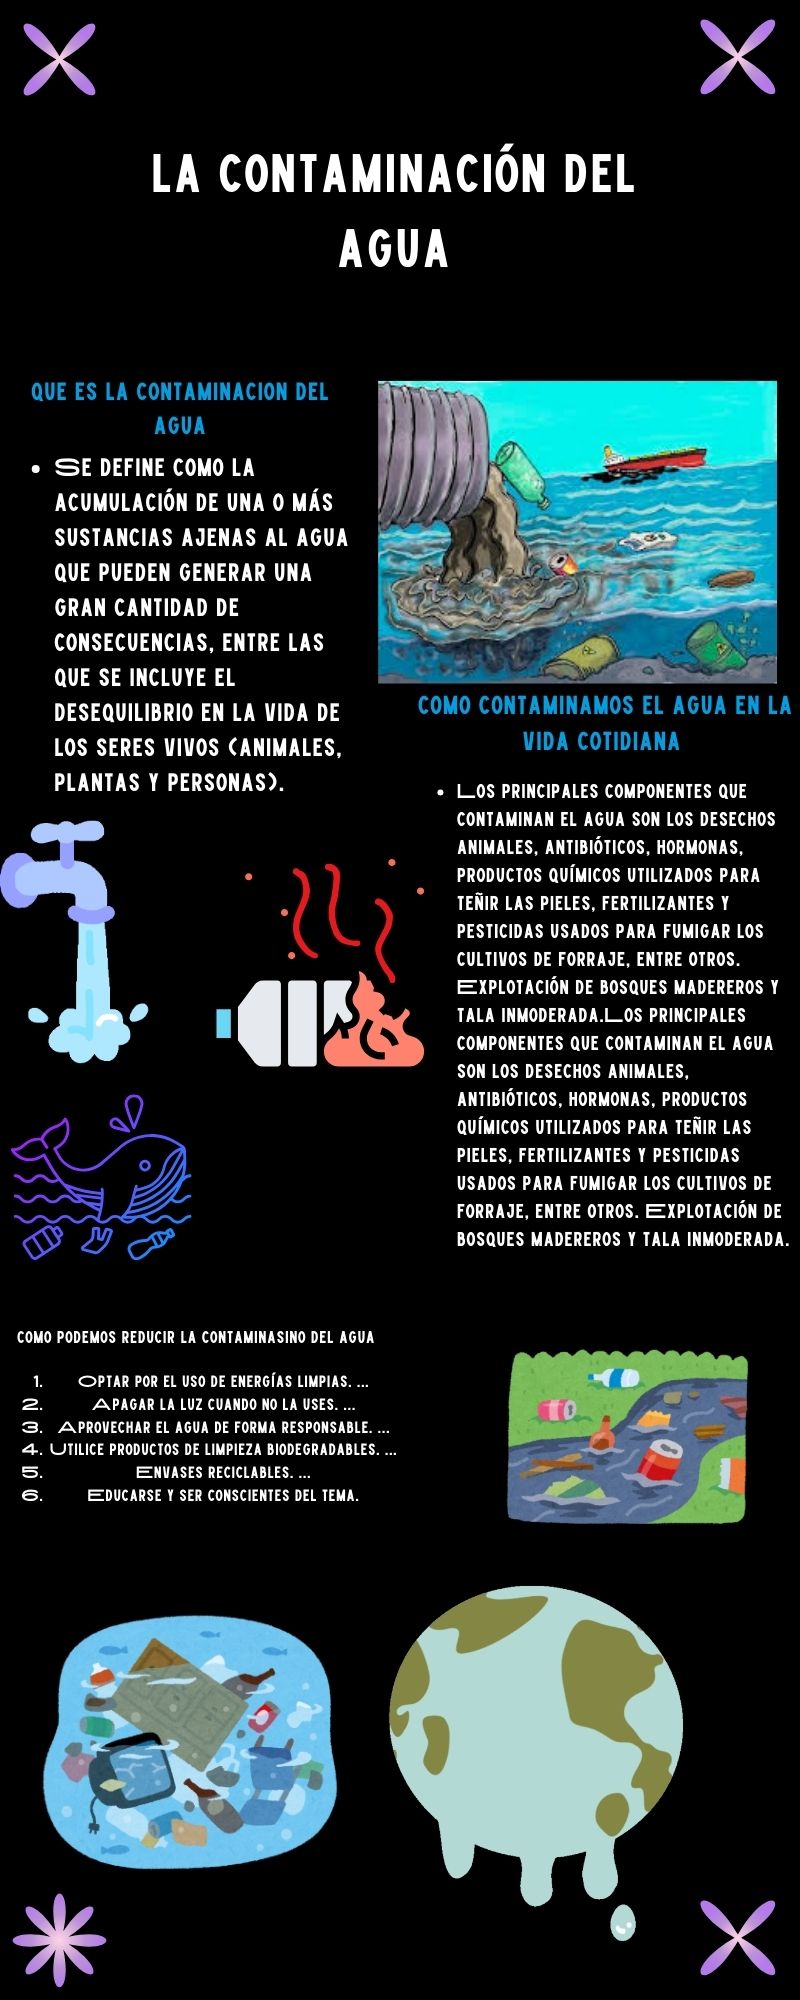 LA CONTAMINACIÓN DEL
AGUA
QUE ES LA CONTAMINACION DEL
AGUA
• SE DEFINE COMO LA
ACUMULACIÓN DE UNA O MÁS
SUSTANCIAS AJENAS AL AGUA
QUE PUEDEN GENERAR UNA
GRAN CANTIDAD DE
CONSECUENCIAS, ENTRE LAS
QUE SE INCLUYE EL
DESEQUILIBRIO EN LA VIDA DE
LOS SERES VIVOS (ANIMALES,
PLANTAS Y PERSONAS).
COMO CONTAMINAMOS EL AGUA EN LA
VIDA COTIDIANA
• LOS PRINCIPALES COMPONENTES QUE
CONTAMINAN EL AGUA SON LOS DESECHOS
ANIMALES, ANTIBIÓTICOS, HORMONAS,
PRODUCTOS QUÍMICOS UTILIZADOS PARA
TEÑIR LAS PIELES, FERTILIZANTES Y
PESTICIDAS USADOS PARA FUMIGAR LOS
CULTIVOS DE FORRAJE, ENTRE OTROS.
EXPLOTACIÓN DE BOSQUES MADEREROS Y
TALA INMODERADA.LOS PRINCIPALES
COMPONENTES QUE CONTAMINAN EL AGUA
SON LOS DESECHOS ANIMALES,
ANTIBIÓTICOS, HORMONAS, PRODUCTOS
QUÍMICOS UTILIZADOS PARA TEÑIR LAS
PIELES, FERTILIZANTES Y PESTICIDAS
USADOS PARA FUMIGAR LOS CULTIVOS DE
FORRAJE, ENTRE OTROS. EXPLOTACIÓN DE
BOSQUES MADEREROS Y TALA INMODERADA.
COMO PODEMOS REDUCIR LA CONTAMINASINO DEL AGUA
1. OPTAR POR EL USO DE ENERGÍAS LIMPIAS. ...
2. APAGAR LA LUZ CUANDO NO LA USES. ...
3. APROVECHAR EL AGUA DE FORMA RESPONSABLE. ...
4. UTILICE PRODUCTOS DE LIMPIEZA BIODEGRADABLES. ...
5. ENVASES RECICLABLES. ...
6. EDUCARSE Y SER CONSCIENTES DEL TEMA.